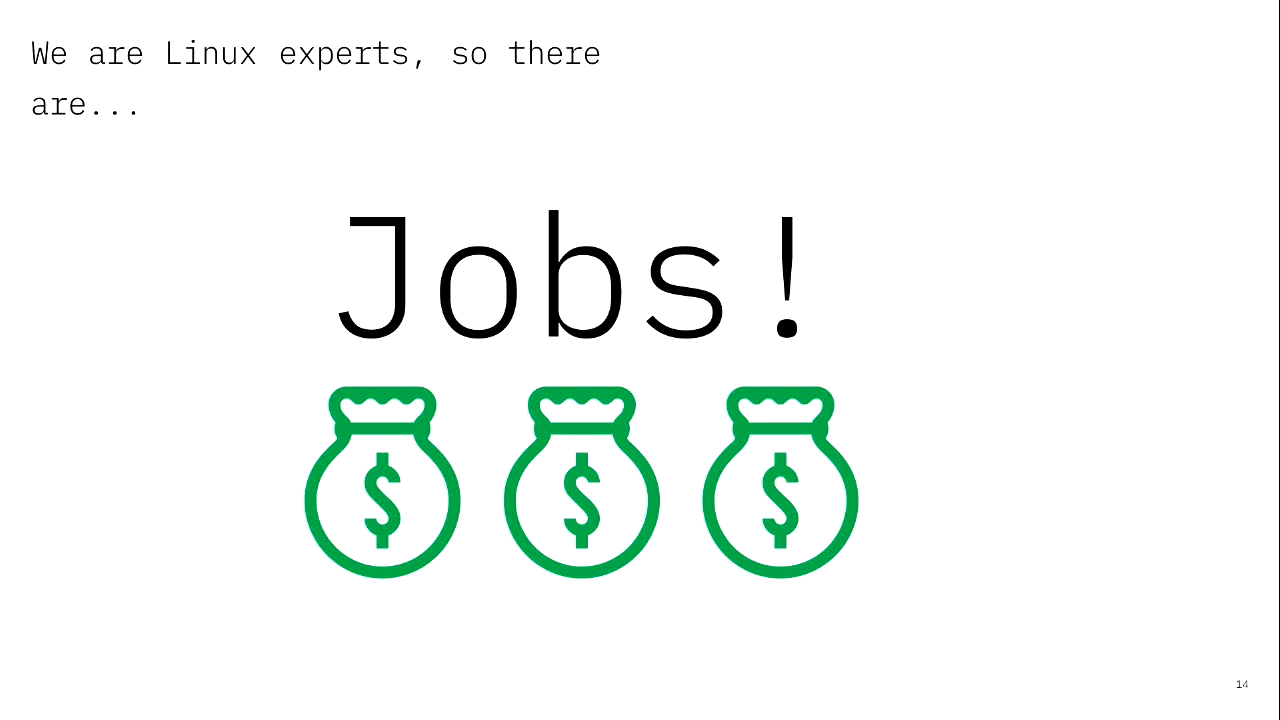 We are Linux experts, so there
are...
Jobs!
$ $ $
14